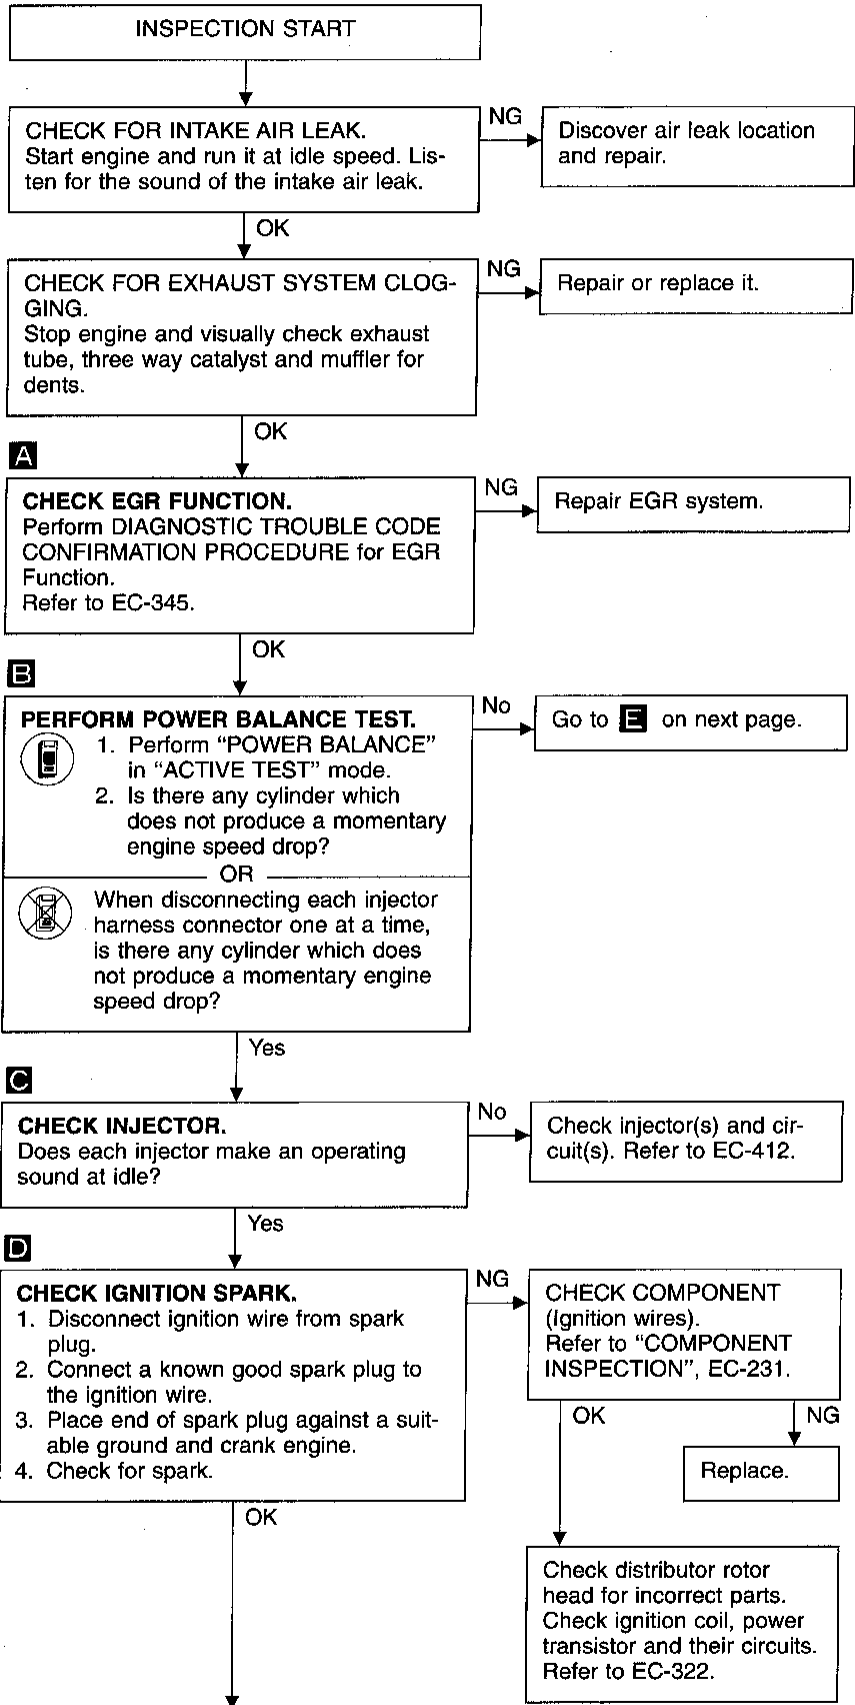 INSPECTION START
CHECK FOR INTAKE AIR LEAK.
Start engine and run it at idle speed. Lis-
ten for the sound of the intake air leak.
NG
Discover air leak location
and repair.
OK
CHECK FOR EXHAUST SYSTEM CLOG-
GING.
Stop engine and visually check exhaust
tube, three way catalyst and muffler for
dents.
NG
Repair or replace it.
OK
A
CHECK EGR FUNCTION.
Perform DIAGNOSTIC TROUBLE CODE
CONFIRMATION PROCEDURE for EGR
Function.
Refer to EC-345.
NG
Repair EGR system.
OK
B
PERFORM POWER BALANCE TEST.
1. Perform “POWER BALANCE”
in “ACTIVE TEST” mode.
2. Is there any cylinder which
does not produce a momentary
engine speed drop?
OR
When disconnecting each injector
harness connector one at a time,
is there any cylinder which does
not produce a momentary engine
speed drop?
No
Go to E on next page.
Yes
C
CHECK INJECTOR.
Does each injector make an operating
sound at idle?
No
Check injector(s) and cir-
cuit(s). Refer to EC-412.
Yes
D
CHECK IGNITION SPARK.
1. Disconnect ignition wire from spark
plug.
2. Connect a known good spark plug to
the ignition wire.
3. Place end of spark plug against a suit-
able ground and crank engine.
4. Check for spark.
NG
CHECK COMPONENT
(Ignition wires).
Refer to “COMPONENT
INSPECTION”, EC-231.
OK
NG
Replace.
OK
Check distributor rotor
head for incorrect parts.
Check ignition coil, power
transistor and their circuits.
Refer to EC-322.